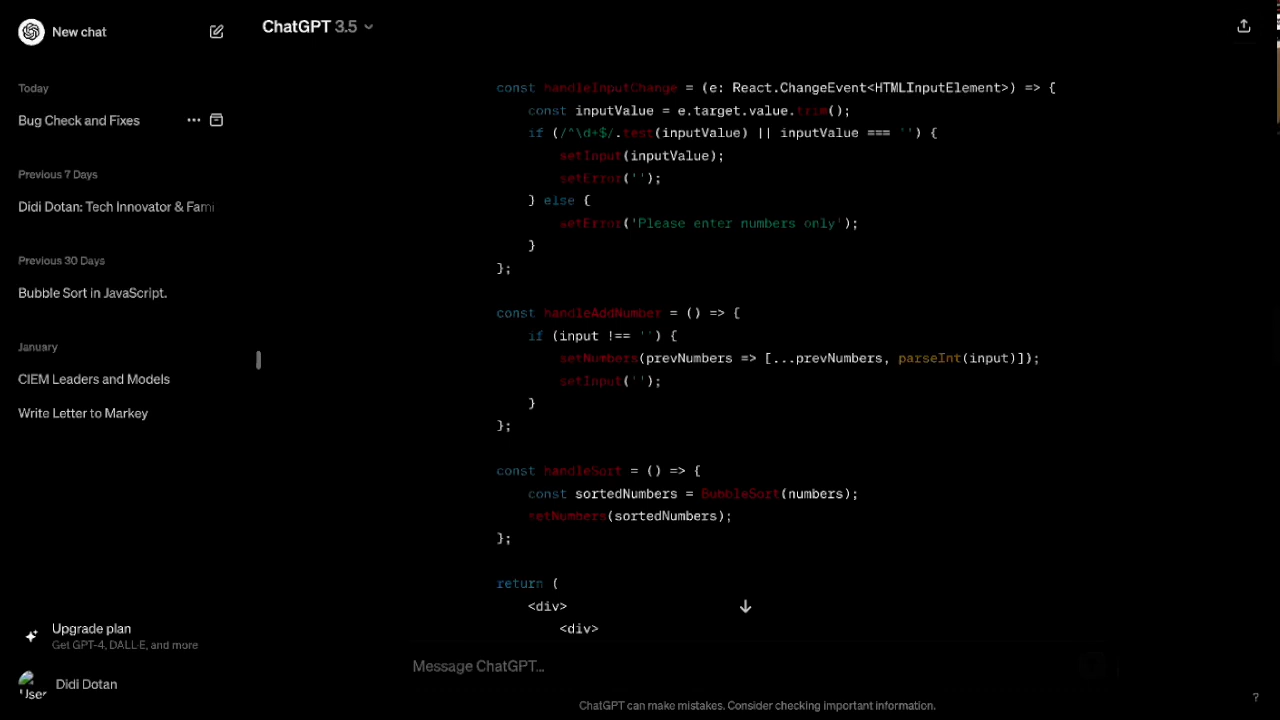 New chat
ChatGPT 3.5
Today
Bug Check and Fixes
Previous 7 Days
Didi Dotan: Tech Innovator & Fami
Previous 30 Days
Bubble Sort in JavaScript.
January
CIEM Leaders and Models
Write Letter to Markey
Upgrade plan
Get GPT-4, DALL·E, and more
User
Didi Dotan
const handleInputChange = (e: React.ChangeEvent<HTMLInputElement>) => {
const inputValue = e.target.value.trim();
if (/^\d+$/.test(inputValue) || inputValue === '') {
setInput(inputValue);
setError('');
} else {
setError('Please enter numbers only');
}
};
const handleAddNumber = () => {
if (input !== '') {
setNumbers(prevNumbers => [...prevNumbers, parseInt(input)]);
setInput('');
}
};
const handleSort = () => {
const sortedNumbers = BubbleSort(numbers);
setNumbers(sortedNumbers);
};
return (
<div>
<div>
Message ChatGPT...
ChatGPT can make mistakes. Consider checking important information.
?